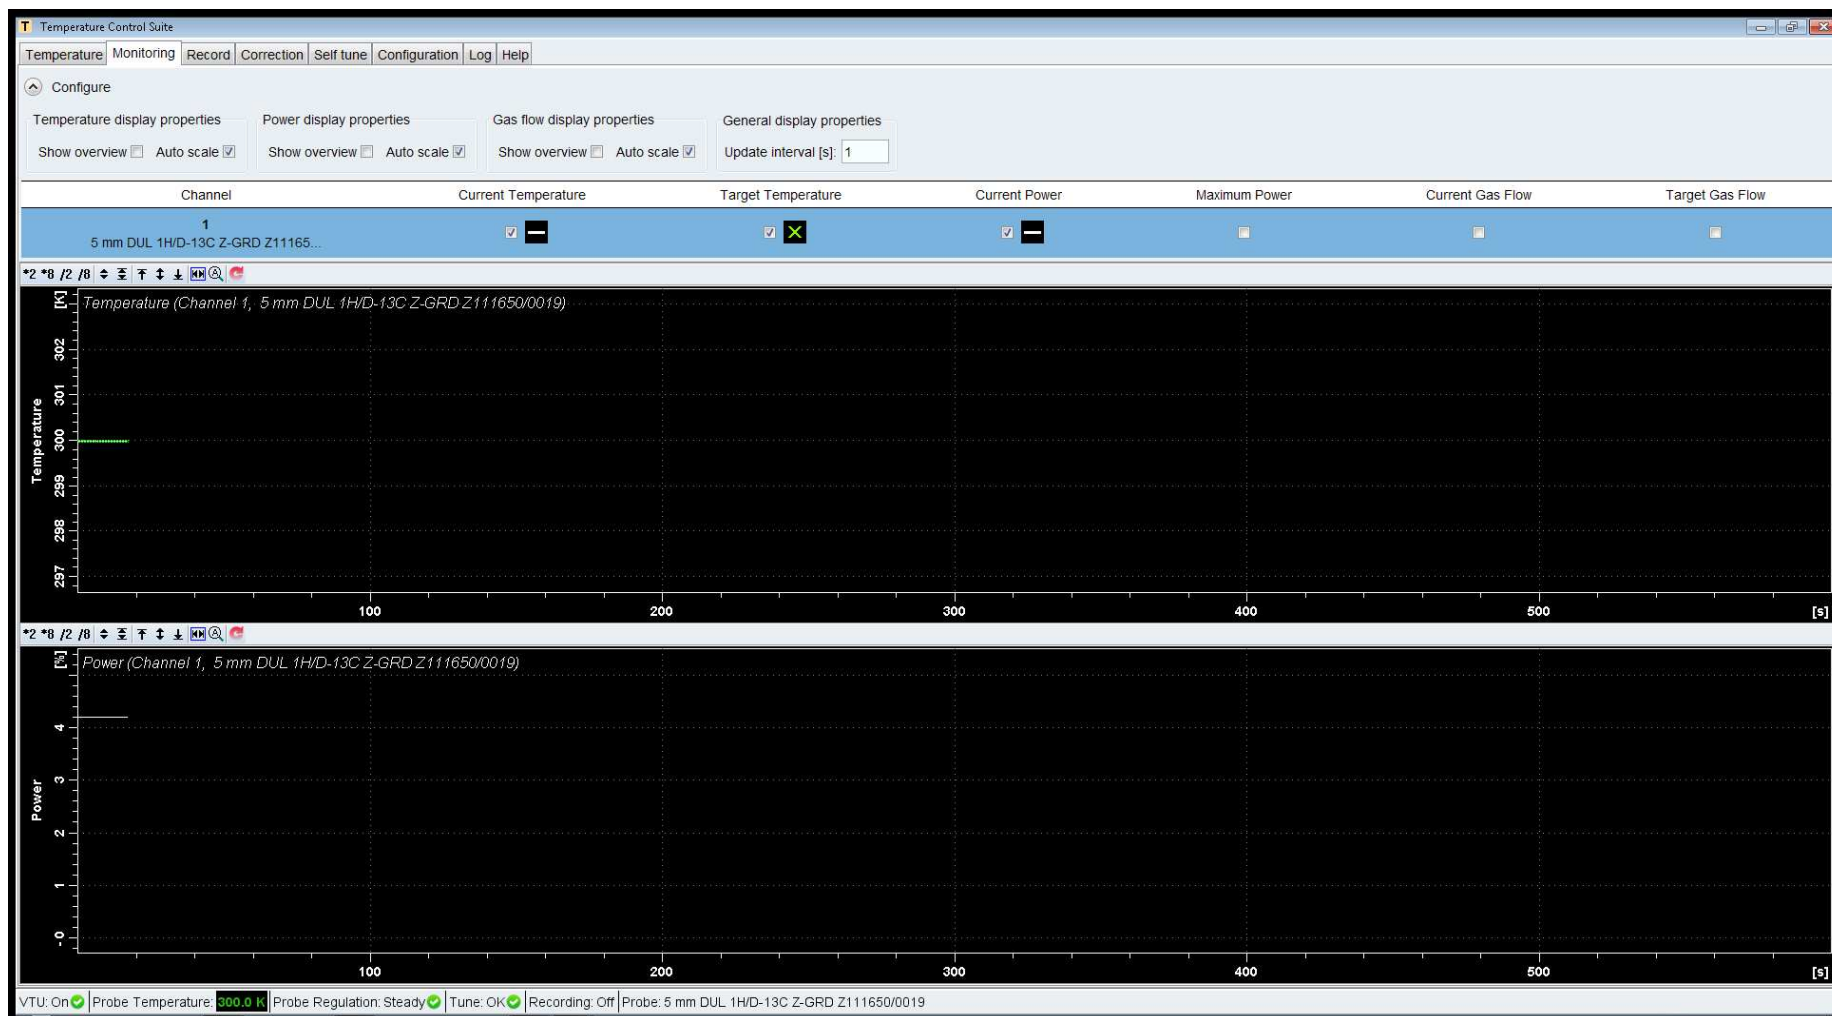 T Temperature Control Suite
Temperature Monitoring Record Correction Self tune Configuration Log Help
Configure
Temperature display properties Power display properties Gas flow display properties General display properties
Show overview Auto scale Show overview Auto scale Show overview Auto scale Update interval [s]: 1
Channel Current Temperature Target Temperature Current Power Maximum Power Current Gas Flow Target Gas Flow
1
5 mm DUL 1H/D-13C Z-GRD Z11165...
*2 *8 /2 /8
[K] Temperature (Channel 1, 5 mm DUL 1H/D-13C Z-GRD Z111650/0019)
302
301
300
299
298
297
Temperature
100 200 300 400 500 [s]
*2 *8 /2 /8
[%] Power (Channel 1, 5 mm DUL 1H/D-13C Z-GRD Z111650/0019)
4
3
2
1
-0
Power
100 200 300 400 500 [s]
VTU: On Probe Temperature: 300.0 K Probe Regulation: Steady Tune: OK Recording: Off Probe: 5 mm DUL 1H/D-13C Z-GRD Z111650/0019